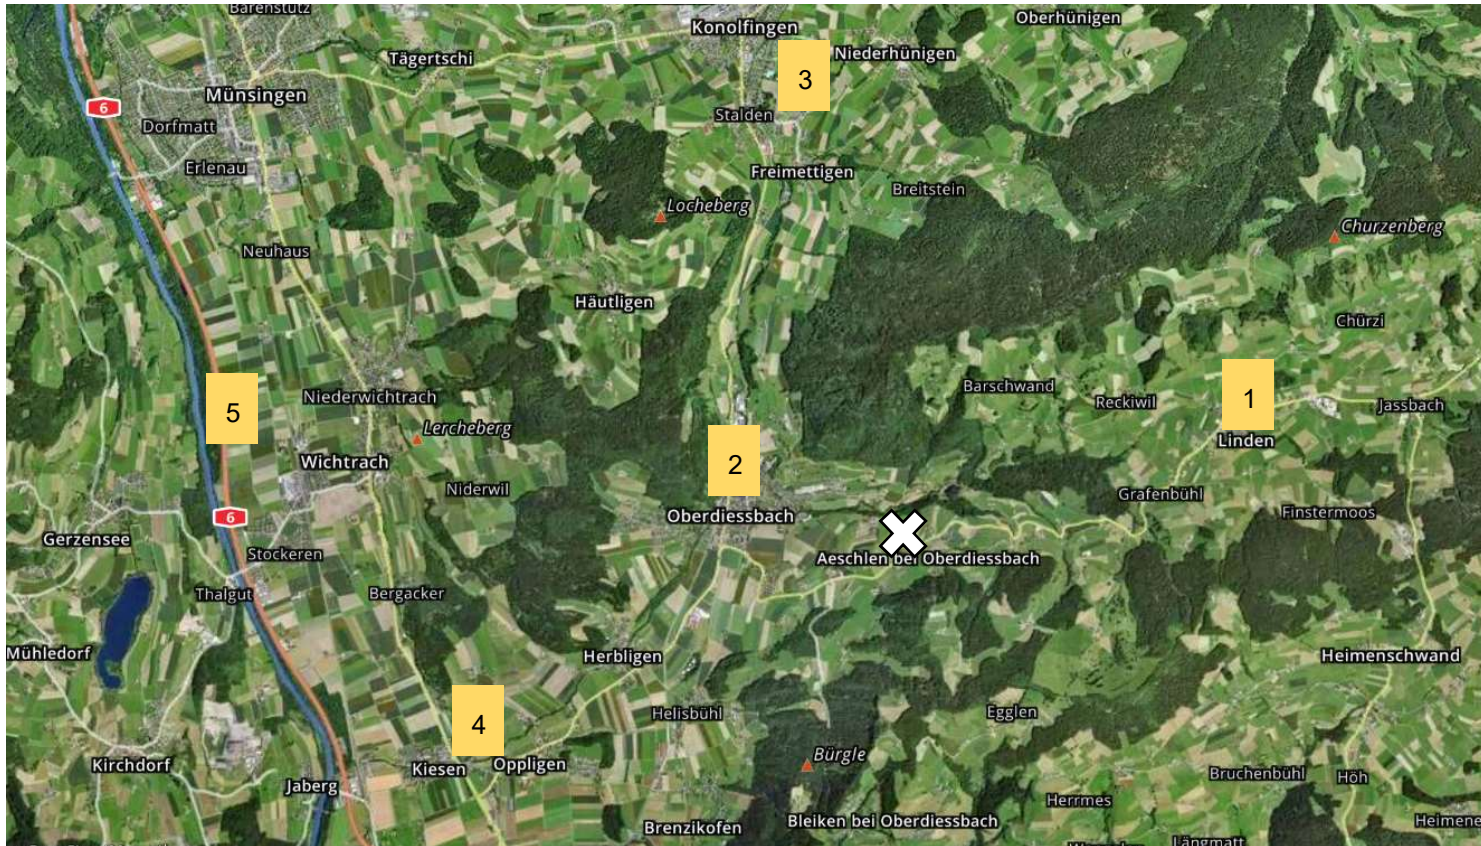 Bärenstutz
Konolfingen
Oberhünigen
Tägertschi
Niederhünigen
3
Münsingen
6
Stalden
Dorfmatt
Erlenau
Freimettigen
Breitstein
Locheberg
Churzenberg
Neuhaus
Häutligen
Chürzi
Barschwand
Niederwichtrach
1
Reckiwil
Jassbach
5
Lercheberg
Linden
Wichtrach
2
Niderwil
Grafenbühl
Oberdiessbach
6
Finstermoos
Gerzensee
Stockeren
Aeschlen bei Oberdiessbach
Thalgut
Bergacker
Mühledorf
Herbligen
Heimenschwand
Helisbühl
Egglen
4
Bürgle
Kirchdorf
Kiesen
Oppligen
Bruchenbühl
Höh
Jaberg
Herrmes
Brenzikofen
Bleiken bei Oberdiessbach
Heimene
Längmatt